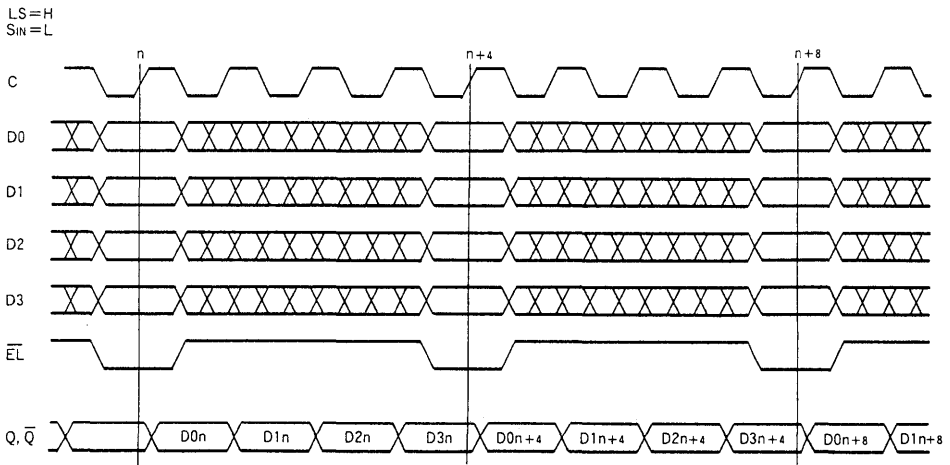 LS=H
SIN=L
n n+4 n+8
C
D0
D1
D2
D3
EL
Q, Q D0n D1n D2n D3n D0n+4 D1n+4 D2n+4 D3n+4 D0n+8 D1n+8